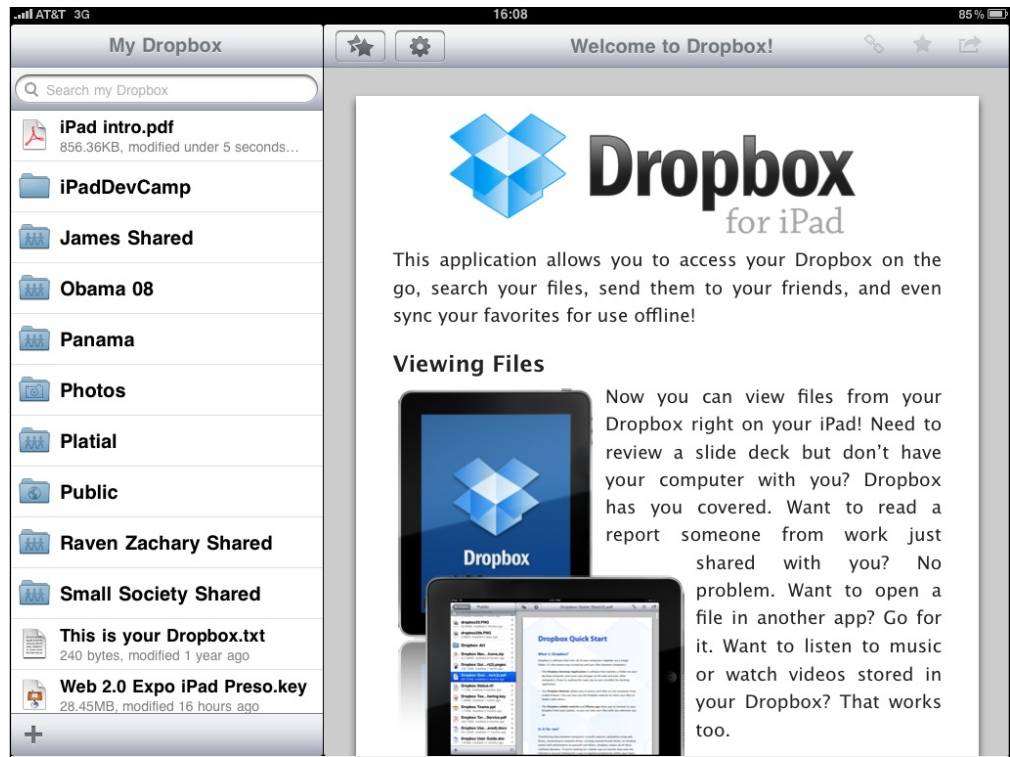 AT&T 3G
16:08
85%
My Dropbox
Welcome to Dropbox!
Search my Dropbox
iPad intro.pdf
856.36KB, modified under 5 seconds...
iPadDevCamp
James Shared
Obama 08
Panama
Photos
Platial
Public
Raven Zachary Shared
Small Society Shared
This is your Dropbox.txt
240 bytes, modified 1 year ago
Web 2.0 Expo iPad Preso.key
28.45MB, modified 16 hours ago
Dropbox
for iPad
This application allows you to access your Dropbox on the
go, search your files, send them to your friends, and even
sync your favorites for use offline!
Viewing Files
Now you can view files from your
Dropbox right on your iPad! Need to
review a slide deck but don’t have
your computer with you? Dropbox
has you covered. Want to read a
report someone from work just
shared with you? No
problem. Want to open a
file in another app? Go for
it. Want to listen to music
or watch videos stored in
your Dropbox? That works
too.
Dropbox
Public
Dropbox Quick Start
What is Dropbox?
Is it for me?